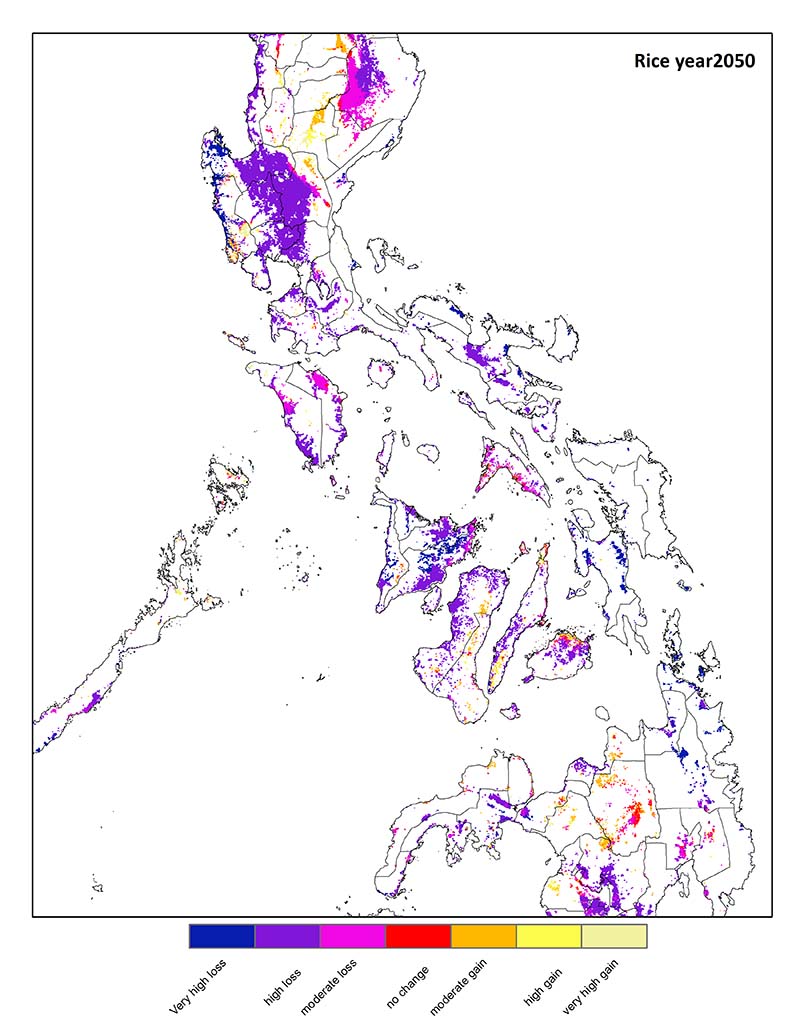 Rice year2050
Very high loss
high loss
moderate loss
no change
moderate gain
high gain
very high gain